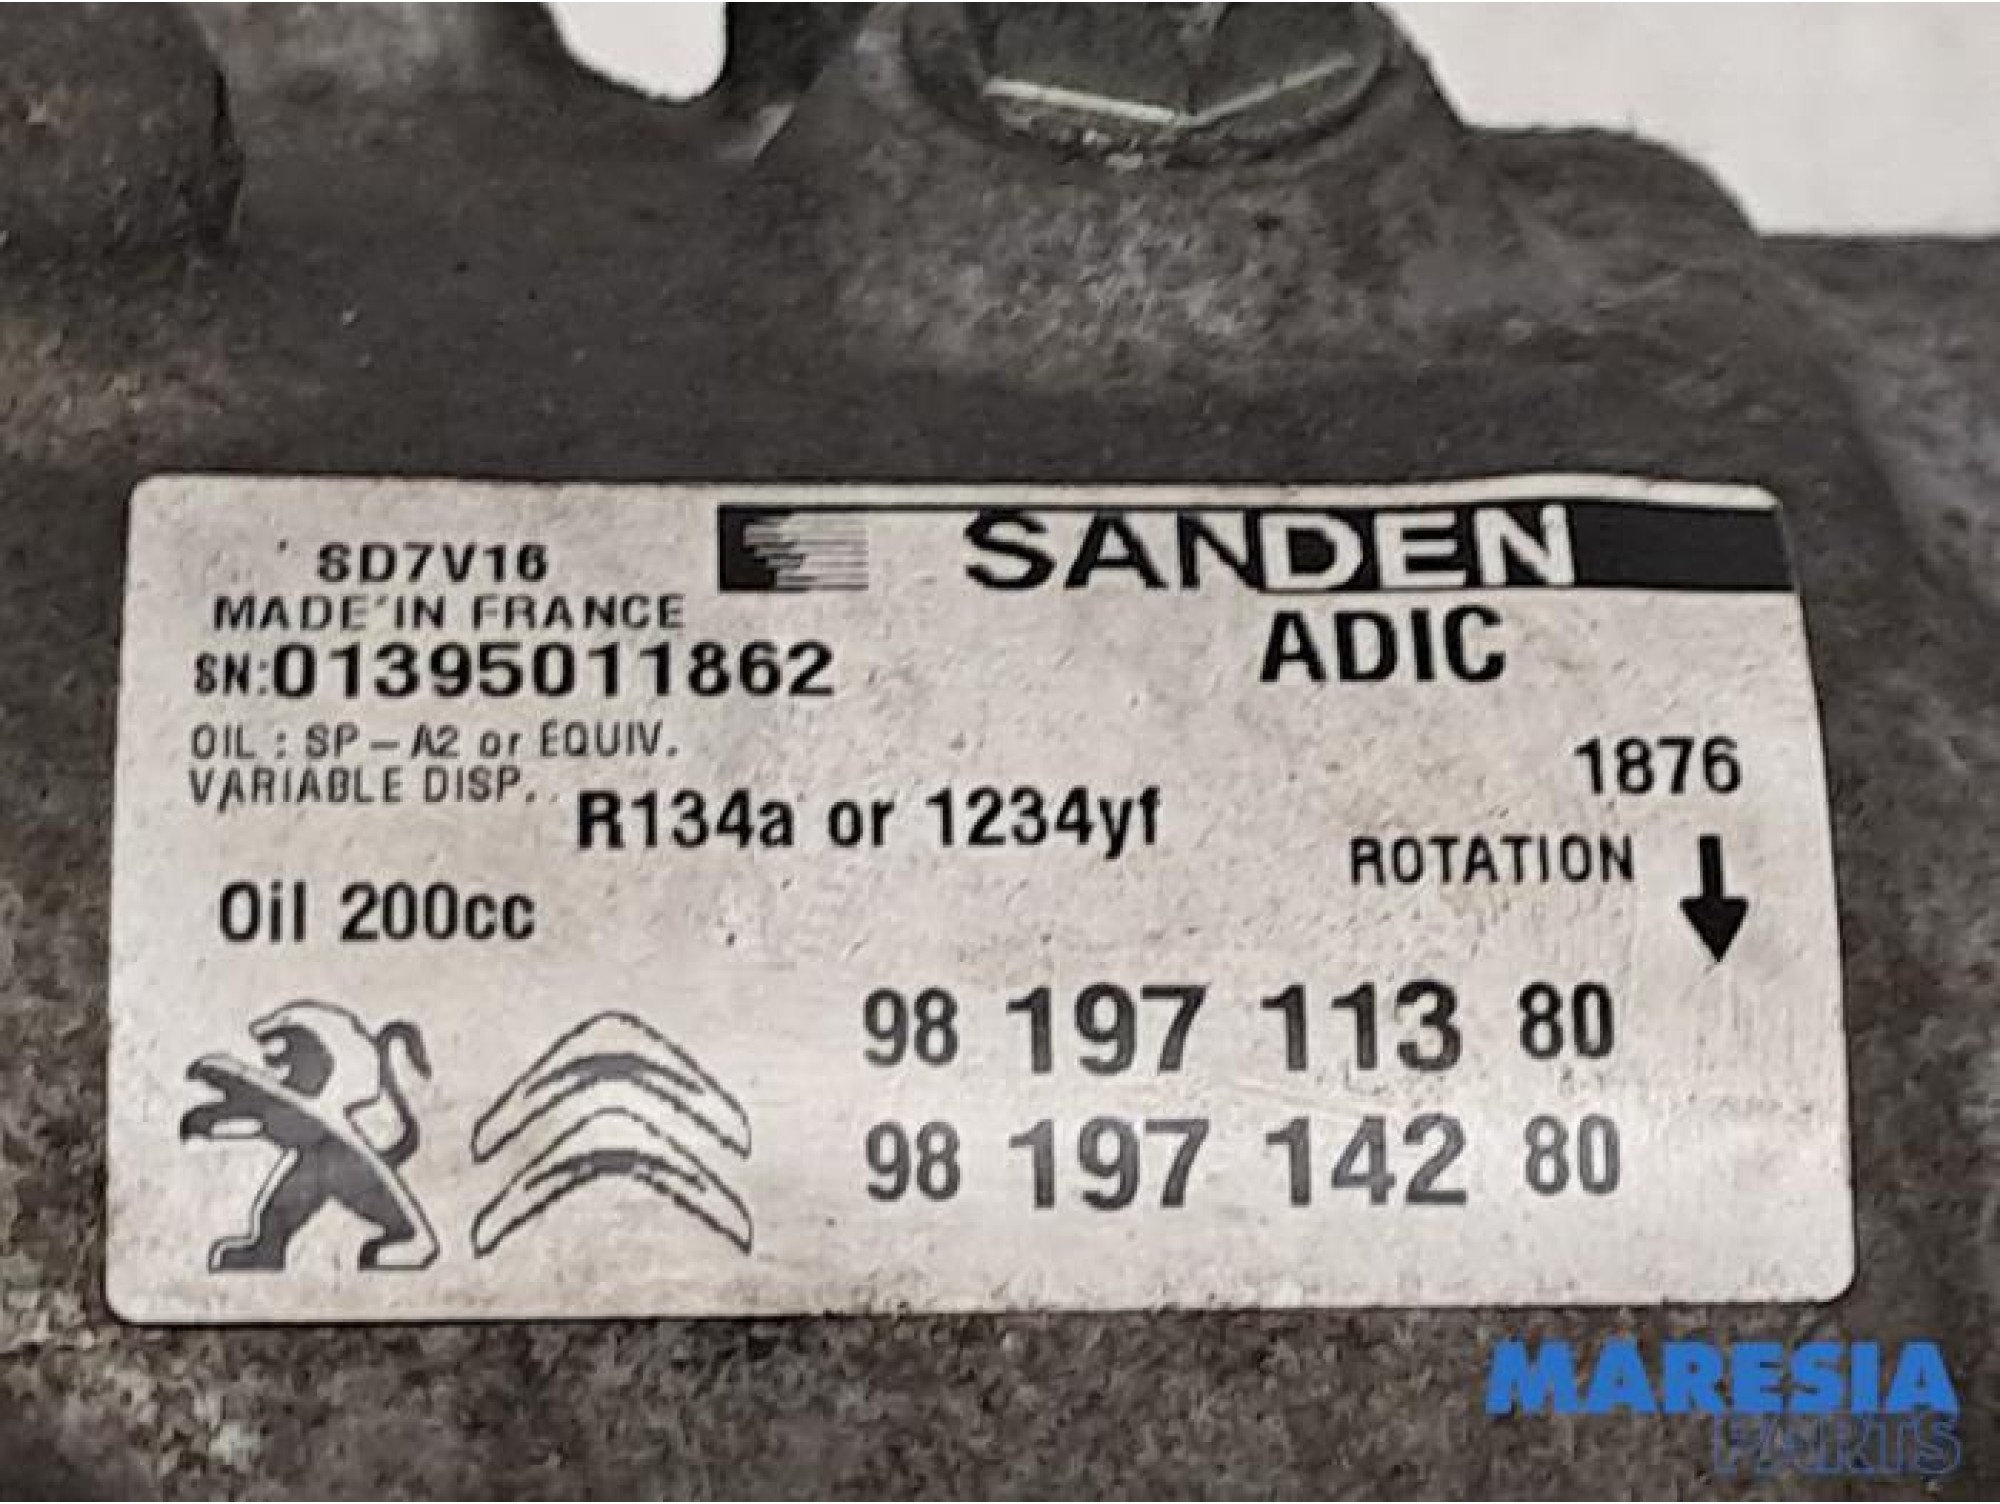 SANDEN
SD7V16
MADE IN FRANCE
ADIC
SN:01395011862
OIL : SP-A2 or EQUIV.
1876
VARIABLE DISP.
R134a or 1234yf
ROTATION
Oil 200cc
98 197 113 80
98 197 142 80
MARESIA
PARTS